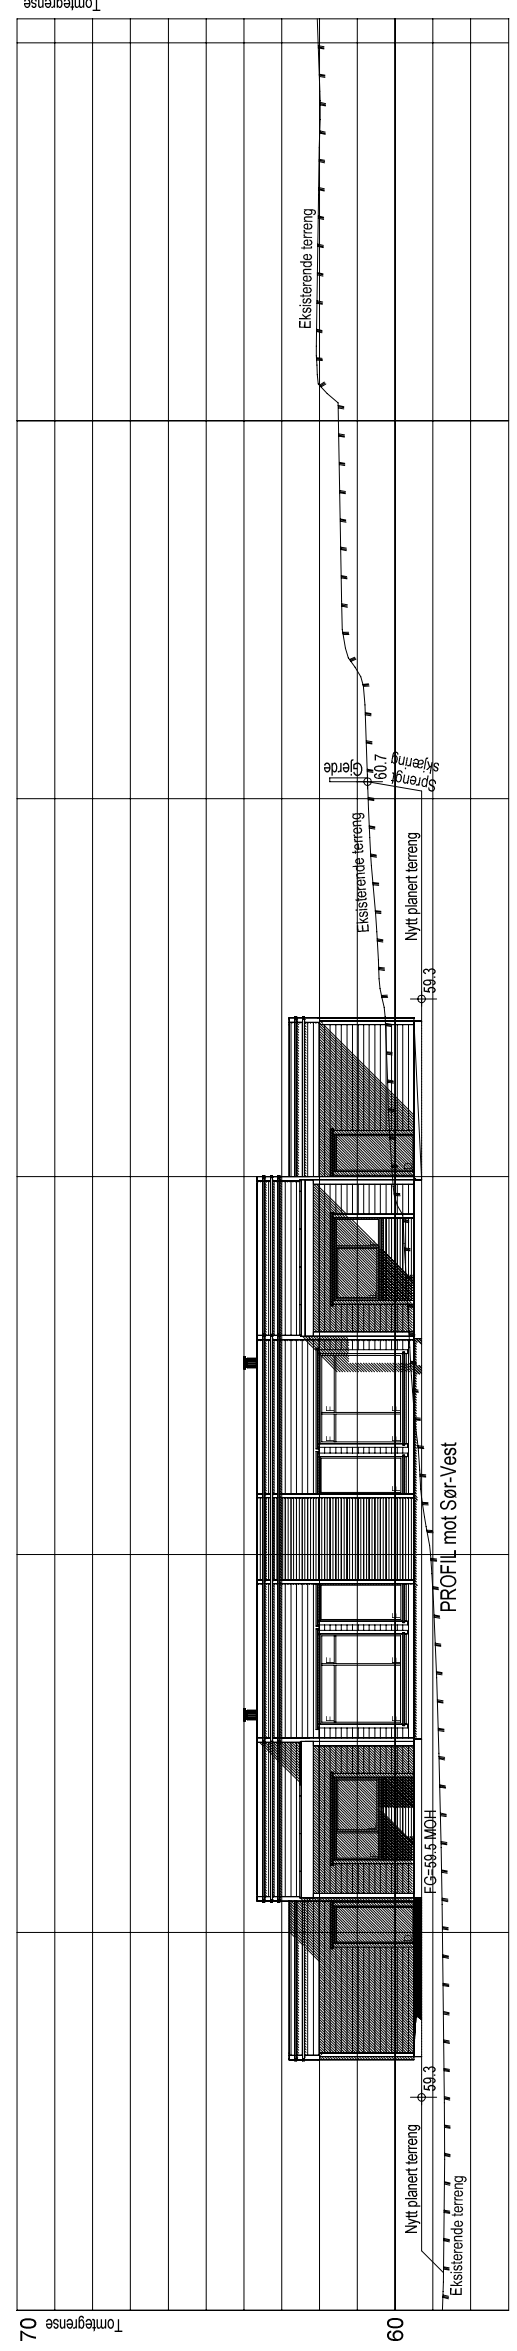 Tomtegrense
70
60
Tomtegrense
Nytt planert terreng
Eksisterende terreng
59.3
FG=59.5 MOH
PROFIL mot Sør-Vest
59.3
Nytt planert terreng
Eksisterende terreng
Gjerde
60.7
Sprengt
skjæring
Eksisterende terreng